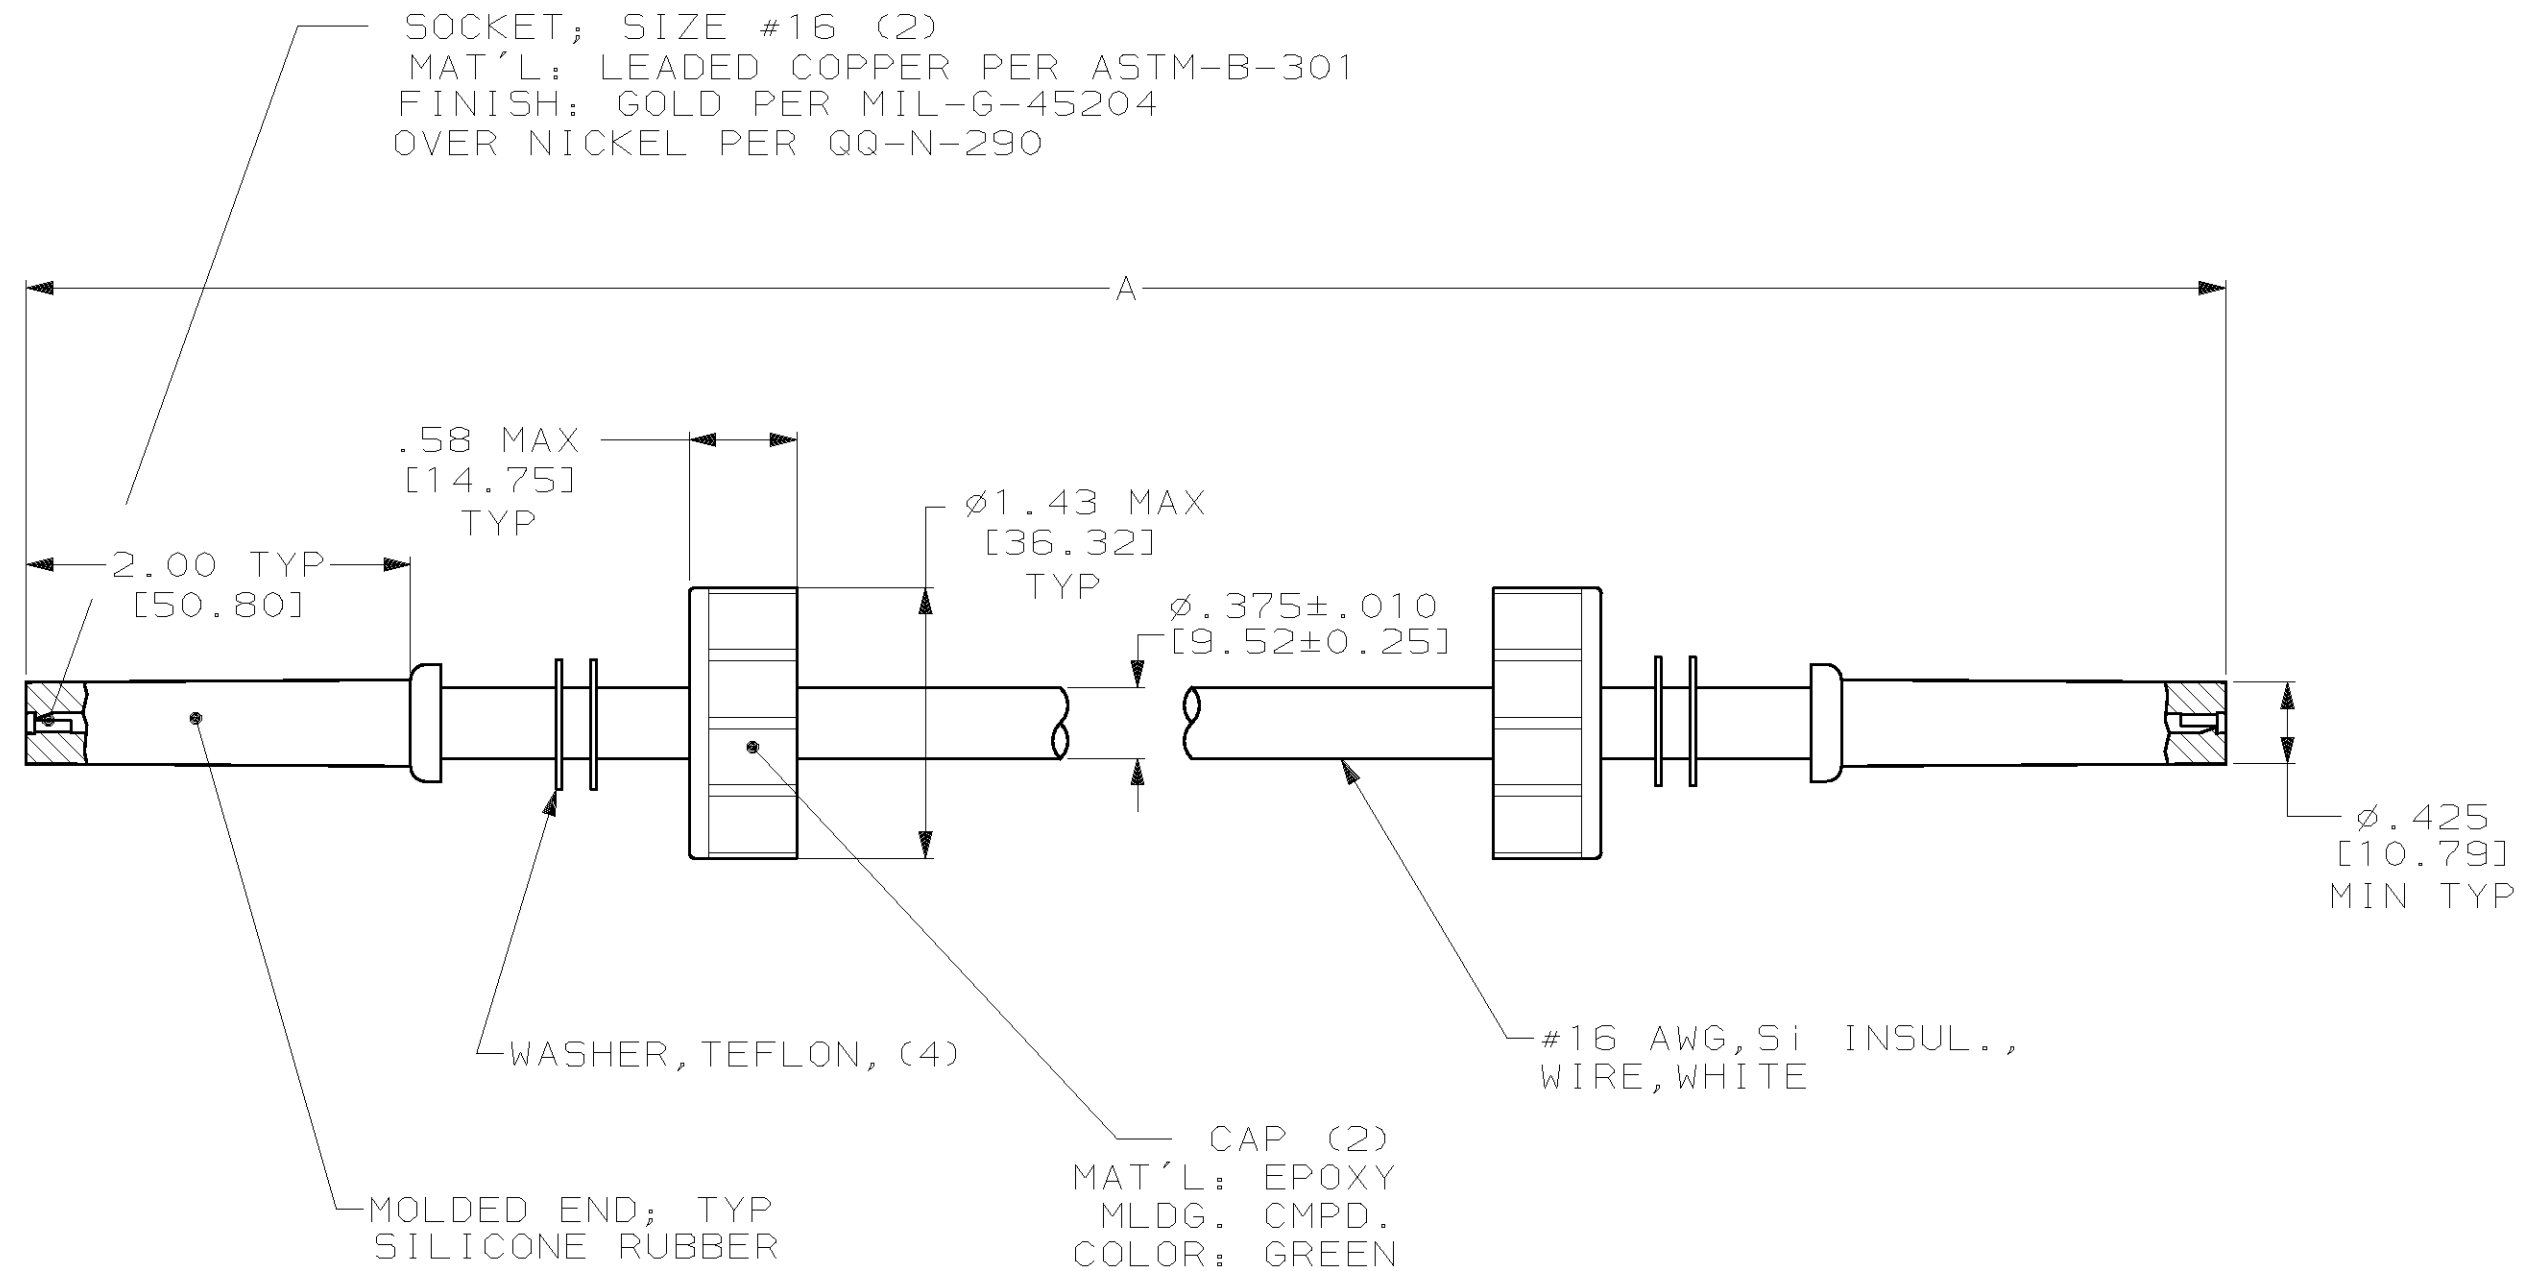 SOCKET; SIZE #16 (2)
MAT'L: LEADED COPPER PER ASTM-B-301
FINISH: GOLD PER MIL-G-45204
OVER NICKEL PER QQ-N-290
A
.58 MAX
[14.75]
TYP
Ø1.43 MAX
[36.32]
TYP
2.00 TYP
[50.80]
Ø.375±.010
[9.52±0.25]
Ø.425
[10.79]
MIN TYP
WASHER,TEFLON,(4)
#16 AWG,Si INSUL.,
WIRE,WHITE
CAP (2)
MAT'L: EPOXY
MLDG. CMPD.
COLOR: GREEN
MOLDED END; TYP
SILICONE RUBBER